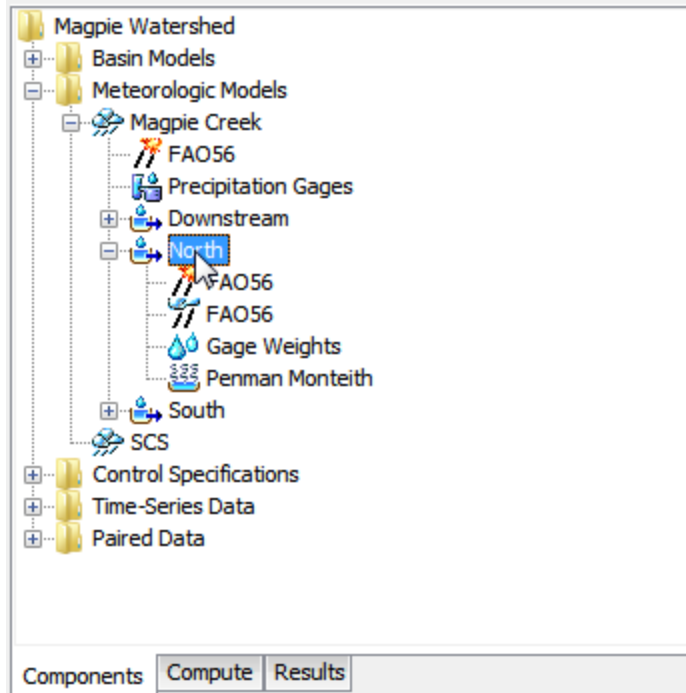 Magpie Watershed
Basin Models
Meteorologic Models
Magpie Creek
FAO56
Precipitation Gages
Downstream
North
FAO56
FAO56
Gage Weights
Penman Monteith
South
SCS
Control Specifications
Time-Series Data
Paired Data
Components Compute Results